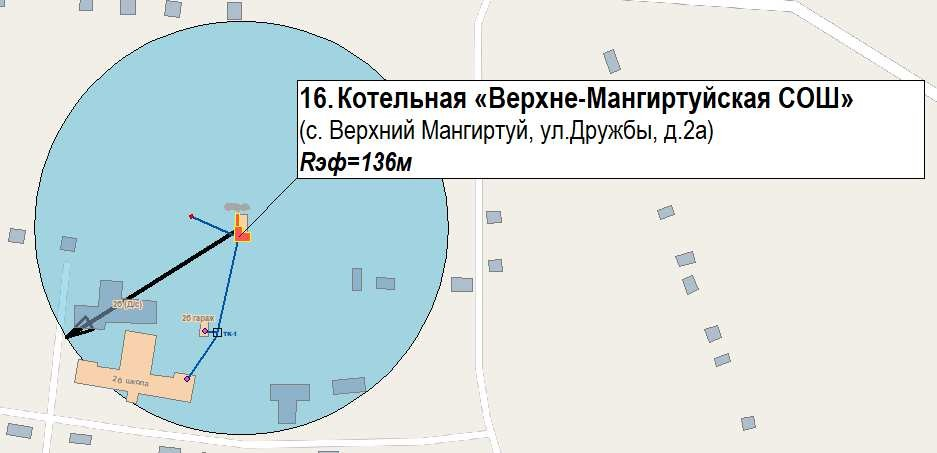 16. Котельная «Верхне-Мангиртуйская СОШ»
(с. Верхний Мангиртуй, ул.Дружбы, д.2а)
Rэф=136м
2б (Д/с)
2б гараж
ТК-1
2б школа